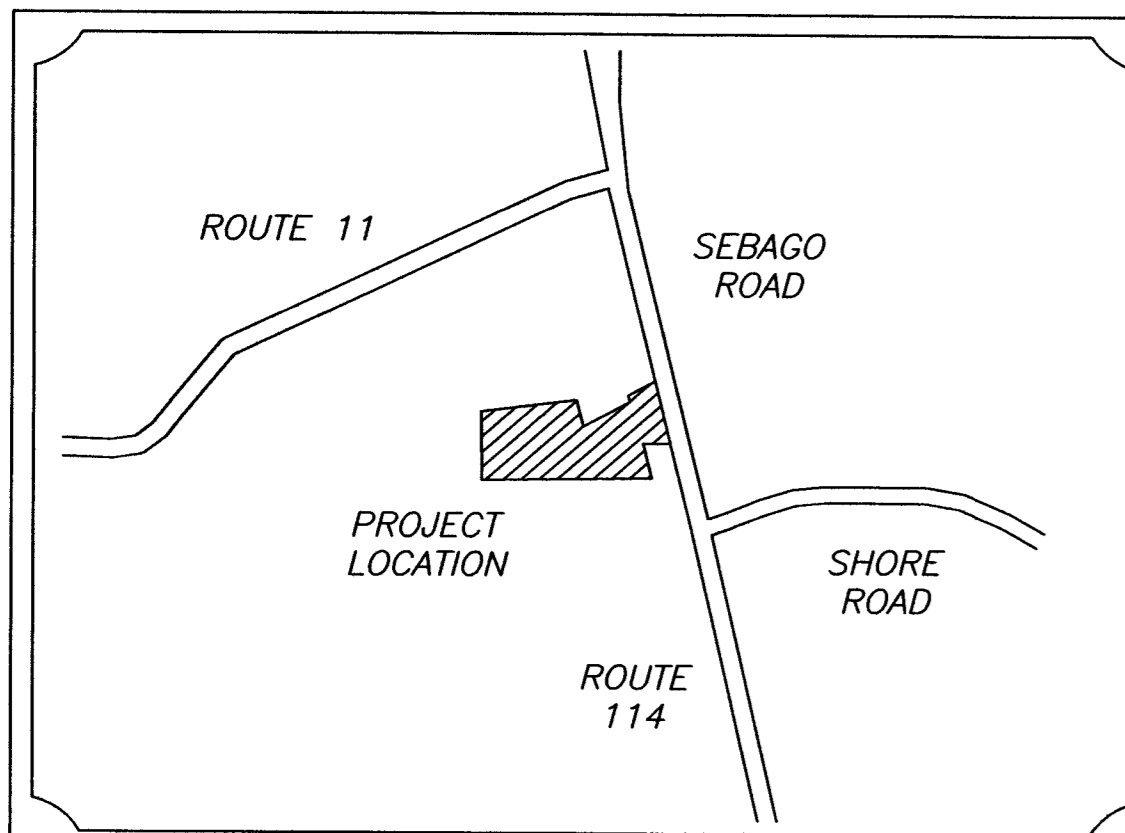 ROUTE 11
SEBAGO
ROAD
PROJECT
LOCATION
SHORE
ROAD
ROUTE
114